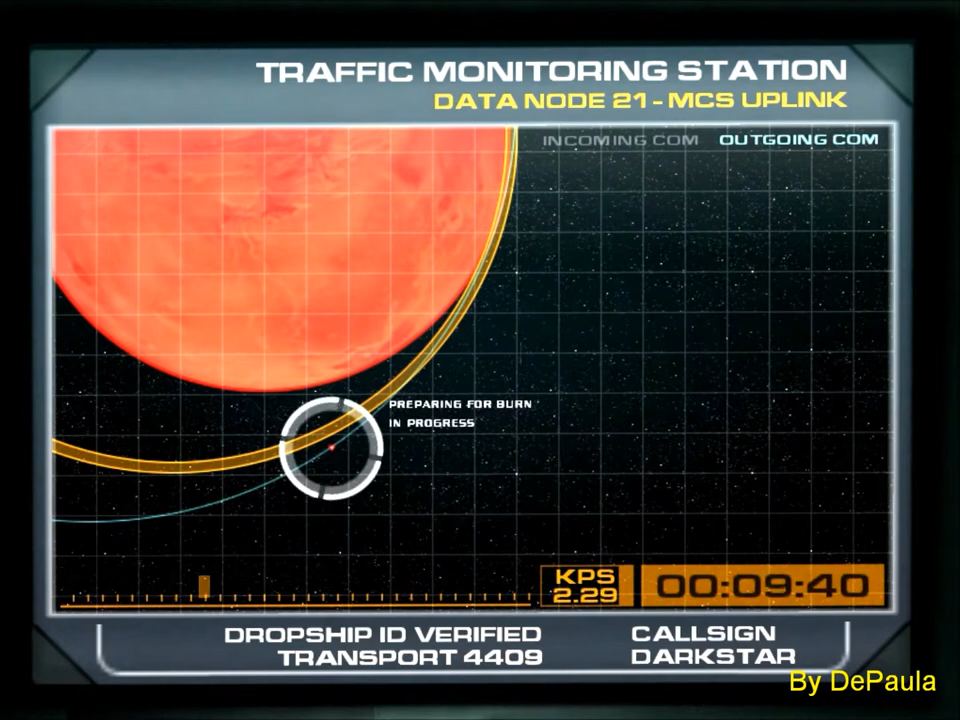 TRAFFIC MONITORING STATION
DATA NODE 21 - MCS UPLINK
INCOMING COM OUTGOING COM
PREPARING FOR BURN
IN PROGRESS
KPS
2.29
00:09:40
DROPSHIP ID VERIFIED
TRANSPORT 4409
CALLSIGN
DARKSTAR
By DePaula